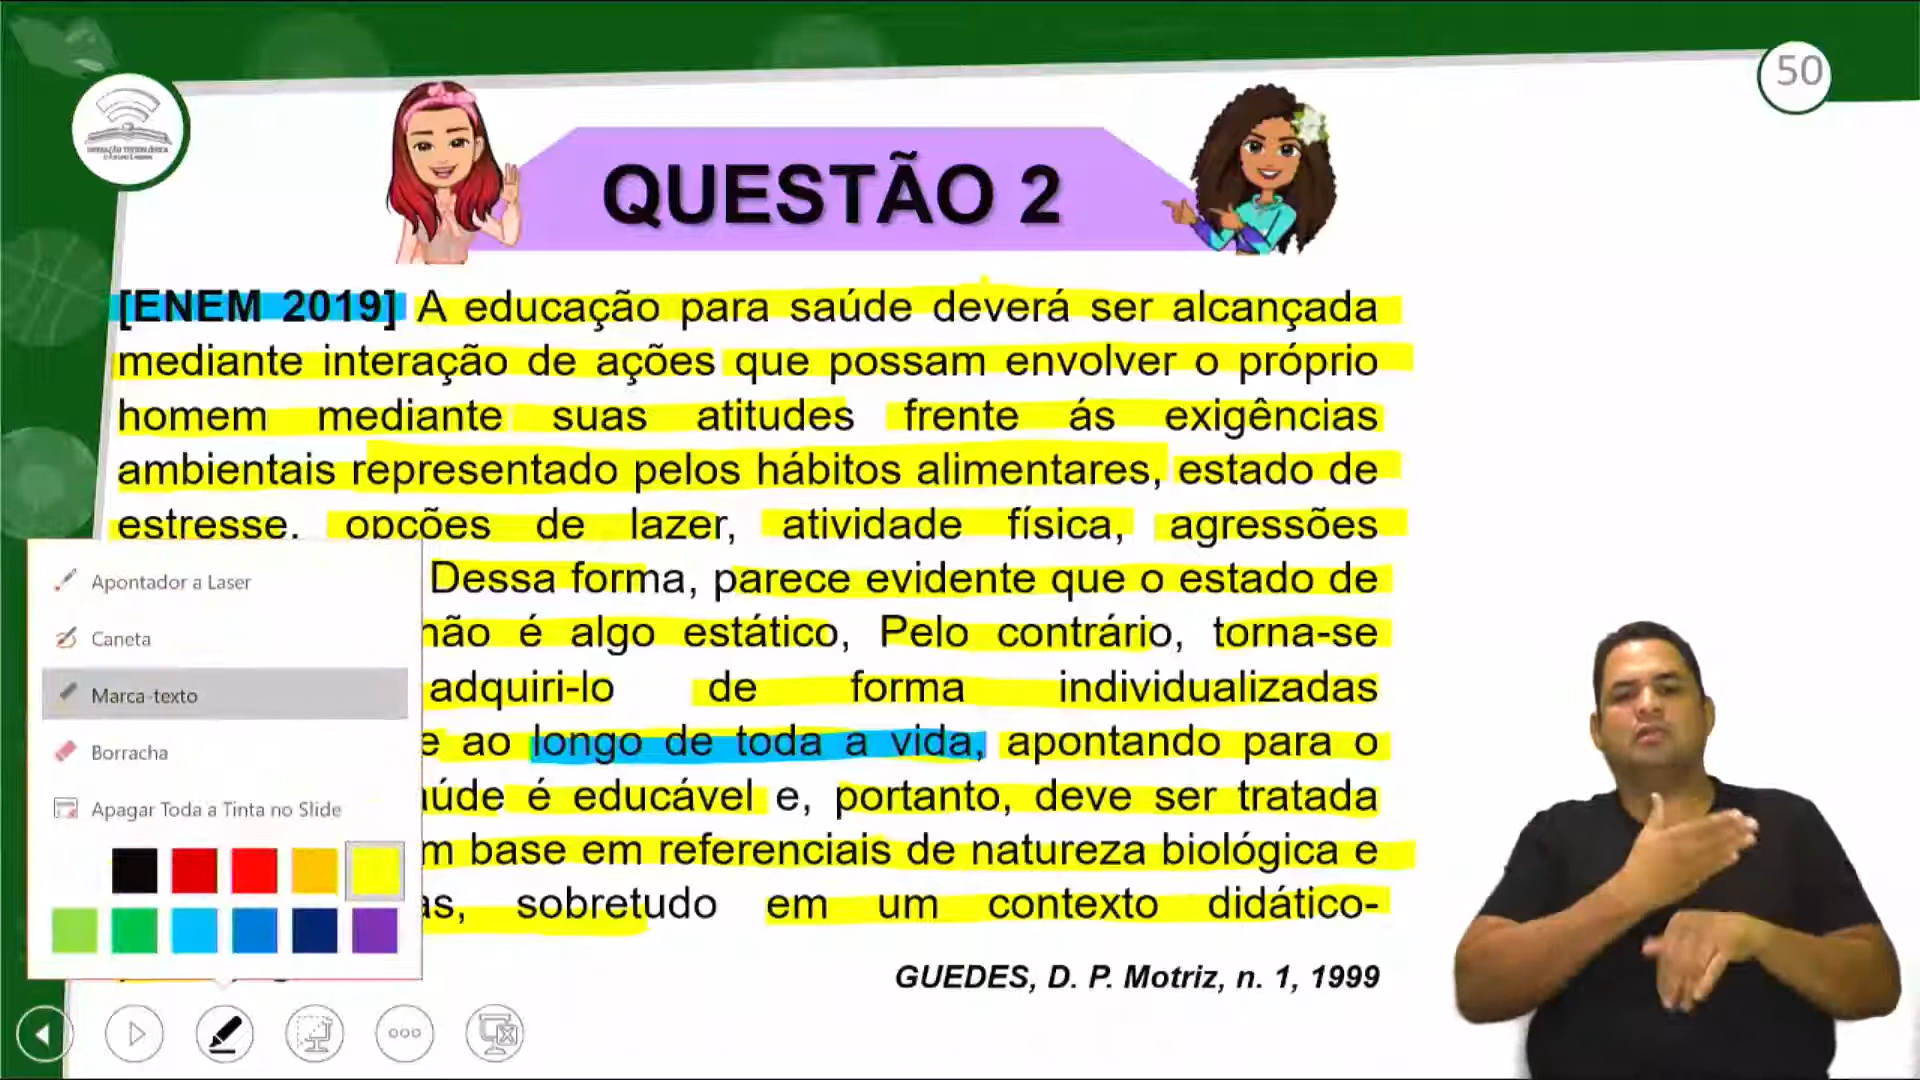 50
QUESTÃO 2
[ENEM 2019] A educação para saúde deverá ser alcançada
mediante interação de ações que possam envolver o próprio
homem mediante suas atitudes frente ás exigências
ambientais representado pelos hábitos alimentares, estado de
estresse, opções de lazer, atividade física, agressões
Dessa forma, parece evidente que o estado de
não é algo estático, Pelo contrário, torna-se
adquiri-lo de forma individualizadas
e ao longo de toda a vida, apontando para o
é educável e, portanto, deve ser tratada
base em referenciais de natureza biológica e
sobretudo em um contexto didático-
GUEDES, D. P. Motriz, n. 1, 1999
Apontador a Laser
Caneta
Marca-texto
Borracha
Apagar Toda a Tinta no Slide